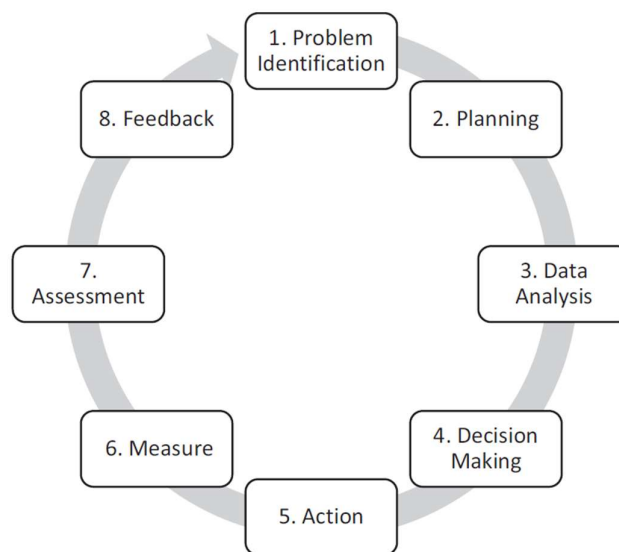 1. Problem
Identification
2. Planning
3. Data
Analysis
4. Decision
Making
5. Action
6. Measure
7.
Assessment
8. Feedback